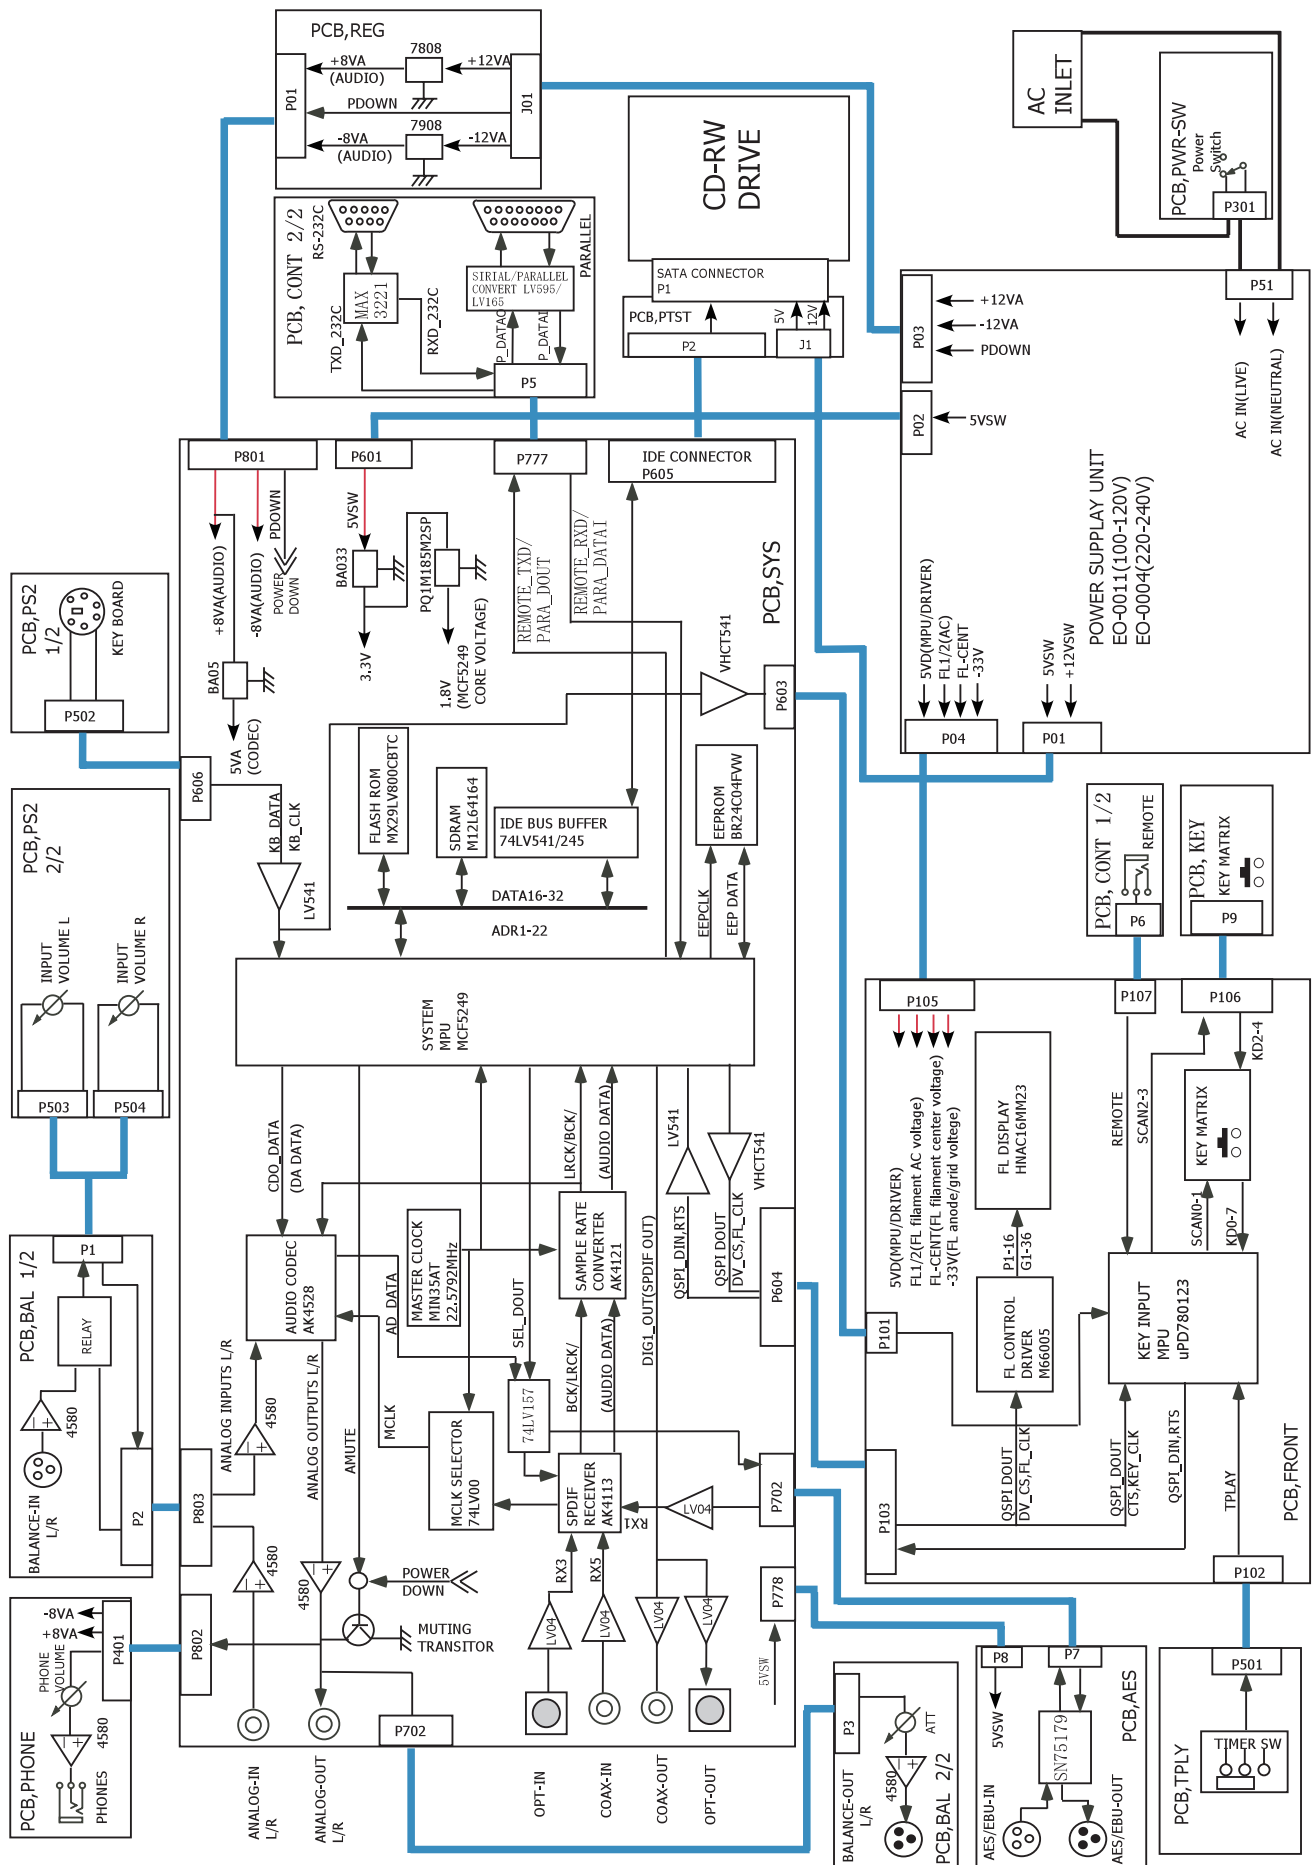 PCB,REG
7808
+8VA
(AUDIO)
+12VA
P01
PDOWN
J01
7908
-8VA
(AUDIO)
-12VA
AC
INLET
PCB,PWR-SW
Power
Switch
P301
CD-RW
DRIVE
SATA CONNECTOR
P1
PCB,PTST
5V
12V
P2
J1
PCB, CONT 2/2
RS-232C
PARALLEL
MAX
3221
SIRIAL/PARALLEL
CONVERT LV595/
LV165
TXD_232C
RXD_232C
P_DATAO
P_DATAI
P5
P03
+12VA
-12VA
PDOWN
P02
5VSW
P51
AC IN(LIVE)
AC IN(NEUTRAL)
POWER SUPPLAY UNIT
EO-0011(100-120V)
EO-0004(220-240V)
5VD(MPU/DRIVER)
FL1/2(AC)
FL-CENT
-33V
5VSW
+12VSW
P04
P01
P801
P601
P777
IDE CONNECTOR
P605
PCB,SYS
+8VA(AUDIO)
-8VA(AUDIO)
PDOWN
POWER
DOWN
5VSW
BA033
PQ1M185M2SP
3.3V
1.8V
(MCF5249
CORE VOLTAGE)
REMOTE_TXD/
PARA_DOUT
REMOTE_RXD/
PARA_DATAI
BA05
5VA
(CODEC)
VHCT541
P603
PCB,PS2
1/2
KEY BOARD
P502
P606
KB_DATA
KB_CLK
LV541
FLASH ROM
MX29LV800CBTC
SDRAM
M12L64164
IDE BUS BUFFER
74LV541/245
EEPROM
BR24C04FVW
DATA16-32
ADR1-22
EEPCLK
EEP DATA
PCB,PS2
2/2
INPUT
VOLUME L
INPUT
VOLUME R
P503
P504
SYSTEM
MPU
MCF5249
PCB, CONT 1/2
REMOTE
P6
PCB, KEY
KEY MATRIX
P9
P105
P107
P106
FL DISPLAY
HNAC16MM23
REMOTE
SCAN2-3
KD2-4
KEY MATRIX
SCAN0-1
KD0-7
5VD(MPU/DRIVER)
FL1/2(FL filament AC voltage)
FL-CENT(FL filament center voltage)
-33V(FL anode/grid voltege)
P1-16
G1-36
P101
FL CONTROL
DRIVER
M66005
KEY INPUT
MPU
uPD780123
P103
QSPI DOUT
DV_CS,FL_CLK
QSPI_DOUT
CTS,KEY_CLK
QSPI_DIN,RTS
TPLAY
P102
PCB,FRONT
CDO_DATA
(DA DATA)
LRCK/BCK/
(AUDIO DATA)
LV541
VHCT541
AUDIO CODEC
AK4528
MASTER CLOCK
MIN35AT
22.5792MHz
SAMPLE RATE
CONVERTER
AK4121
QSPI_DIN,RTS
QSPI DOUT
DV_CS,FL_CLK
P604
AD_DATA
SEL_DOUT
DIG1_OUT(SPDIF OUT)
PCB,BAL 1/2
P1
RELAY
4580
BALANCE-IN
L/R
P2
ANALOG INPUTS L/R
4580
ANALOG OUTPUTS L/R
AMUTE
MCLK
MCLK SELECTOR
74LV00
74LV157
BCK/LRCK/
(AUDIO DATA)
SPDIF
RECEIVER
AK4113
RX1
LV04
P702
P803
4580
4580
POWER
DOWN
MUTING
TRANSITOR
RX3
RX5
LV04
LV04
LV04
LV04
P778
5VSW
P802
P702
PCB,PHONE
-8VA
+8VA
P401
PHONE
VOLUME
4580
PHONES
ANALOG-IN
L/R
ANALOG-OUT
L/R
OPT-IN
COAX-IN
COAX-OUT
OPT-OUT
P3
ATT
4580
BALANCE-OUT
L/R
PCB,BAL 2/2
P8
P7
5VSW
SN75179
PCB,AES
AES/EBU-IN
AES/EBU-OUT
P501
TIMER SW
PCB,TPLY